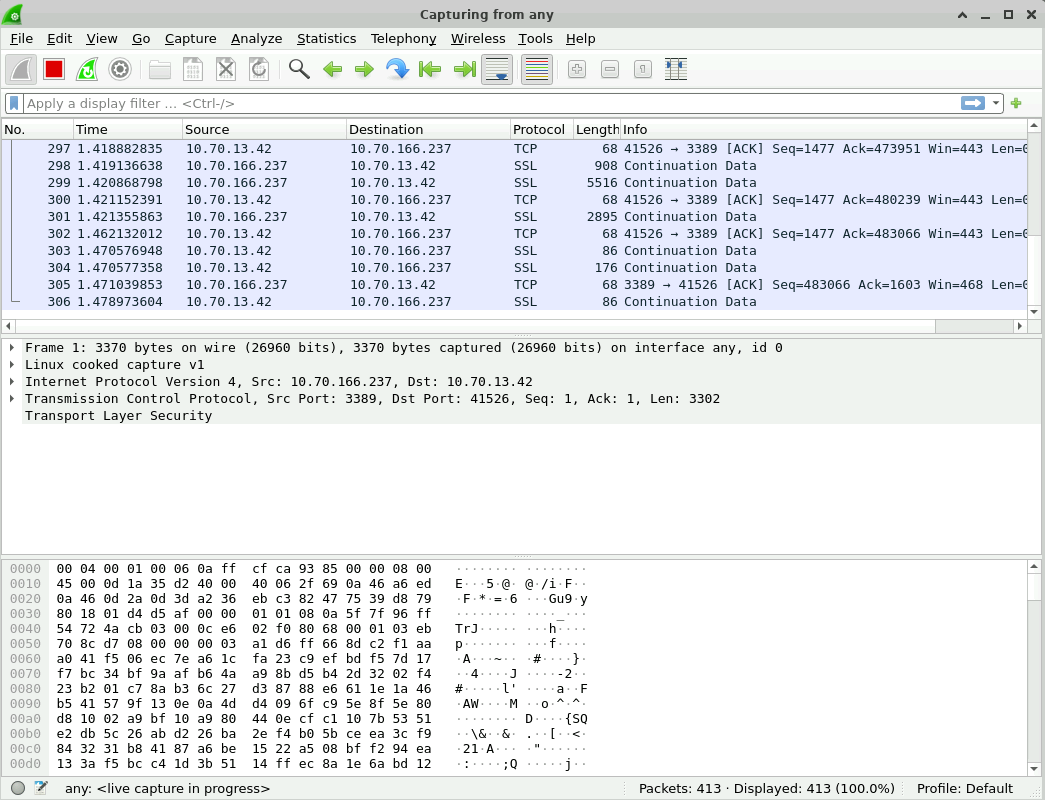 Capturing from any
File Edit View Go Capture Analyze Statistics Telephony Wireless Tools Help
Apply a display filter … <Ctrl-/>
No. Time Source Destination Protocol Length Info
297 1.418882835 10.70.13.42 10.70.166.237 TCP 68 41526 → 3389 [ACK] Seq=1477 Ack=473951 Win=443 Len=0
298 1.419136638 10.70.166.237 10.70.13.42 SSL 908 Continuation Data
299 1.420868798 10.70.166.237 10.70.13.42 SSL 5516 Continuation Data
300 1.421152391 10.70.13.42 10.70.166.237 TCP 68 41526 → 3389 [ACK] Seq=1477 Ack=480239 Win=443 Len=0
301 1.421355863 10.70.166.237 10.70.13.42 SSL 2895 Continuation Data
302 1.462132012 10.70.13.42 10.70.166.237 TCP 68 41526 → 3389 [ACK] Seq=1477 Ack=483066 Win=443 Len=0
303 1.470576948 10.70.13.42 10.70.166.237 SSL 86 Continuation Data
304 1.470577358 10.70.13.42 10.70.166.237 SSL 176 Continuation Data
305 1.471039853 10.70.166.237 10.70.13.42 TCP 68 3389 → 41526 [ACK] Seq=483066 Ack=1603 Win=468 Len=0
306 1.478973604 10.70.13.42 10.70.166.237 SSL 86 Continuation Data
Frame 1: 3370 bytes on wire (26960 bits), 3370 bytes captured (26960 bits) on interface any, id 0
Linux cooked capture v1
Internet Protocol Version 4, Src: 10.70.166.237, Dst: 10.70.13.42
Transmission Control Protocol, Src Port: 3389, Dst Port: 41526, Seq: 1, Ack: 1, Len: 3302
Transport Layer Security
0000 00 04 00 01 00 06 0a ff cf ca 93 85 00 00 08 00 ········ ········
0010 45 00 0d 1a 35 d2 40 00 40 06 2f 69 0a 46 a6 ed E···5·@· @·/i·F··
0020 0a 46 0d 2a 0d 3d a2 36 eb c3 82 47 75 39 d8 79 ·F·*·=·6 ···Gu9·y
0030 80 18 01 d4 d5 af 00 00 01 01 08 0a 5f 7f 96 ff ········ ····_···
0040 54 72 4a cb 03 00 0c e6 02 f0 80 68 00 01 03 eb TrJ····· ···h····
0050 70 8c d7 08 00 00 00 03 a1 d6 ff 66 8d c2 f1 aa p······· ···f····
0060 a0 41 f5 06 ec 7e a6 1c fa 23 c9 ef bd f5 7d 17 ·A···~·· ·#····}·
0070 f7 bc 34 bf 9a af b6 4a a9 8b d5 b4 2d 32 02 f4 ··4····J ····-2··
0080 23 b2 01 c7 8a b3 6c 27 d3 87 88 e6 61 1e 1a 46 #·····l' ····a··F
0090 b5 41 57 9f 13 0e 0a 4d d4 09 6f c9 5e 8f 5e 80 ·AW····M ··o·^·^·
00a0 d8 10 02 a9 bf 10 a9 80 44 0e cf c1 10 7b 53 51 ········ D····{SQ
00b0 e2 db 5c 26 ab d2 26 ba 2e f4 b0 5b ce ea 3c f9 ··\&··&· .··[··<·
00c0 84 32 31 b8 41 87 a6 be 15 22 a5 08 bf f2 94 ea ·21·A··· ·"······
00d0 13 3a f5 bc c4 1d 3b 51 14 ff ec 8a 1e 6a bd 12 ·:····;Q ·····j··
any: <live capture in progress> Packets: 413 · Displayed: 413 (100.0%) Profile: Default